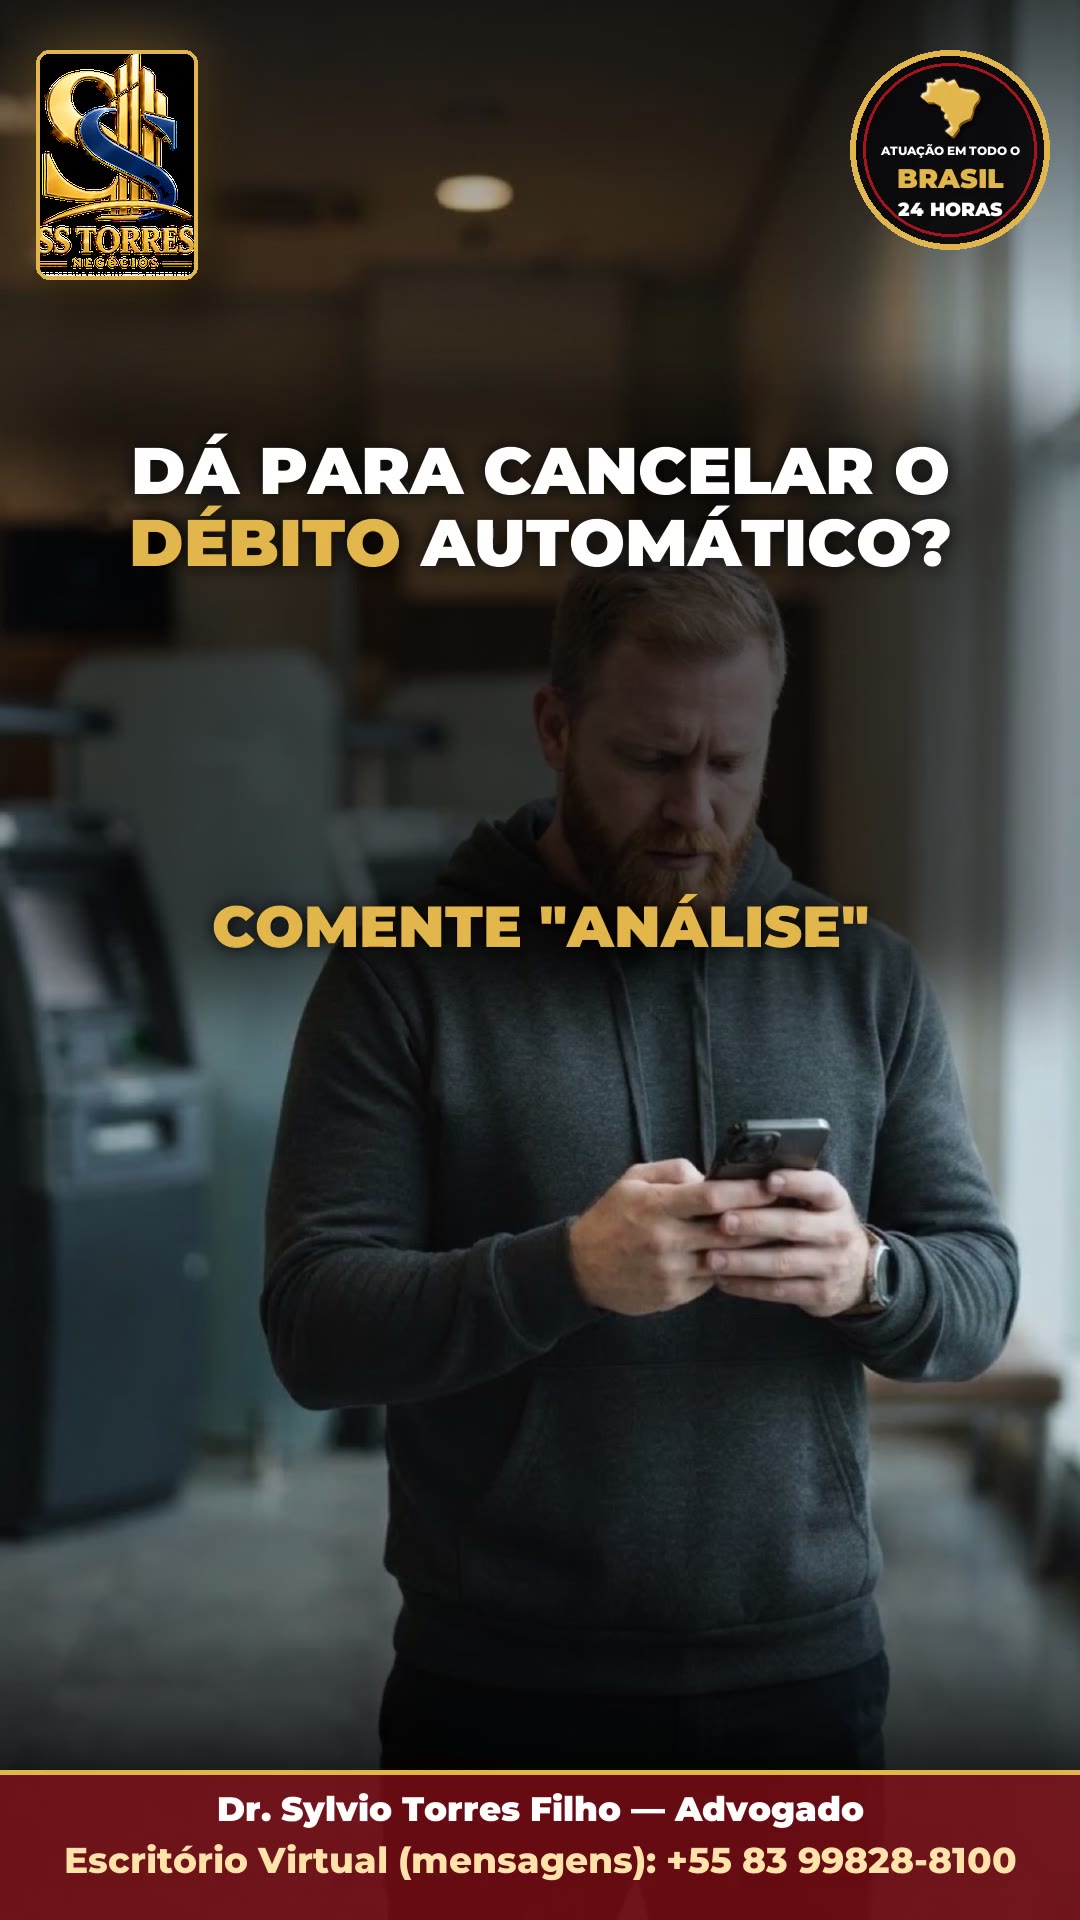 SS TORRES
NEGÓCIOS
ATUAÇÃO EM TODO O
BRASIL
24 HORAS
DÁ PARA CANCELAR O
DÉBITO AUTOMÁTICO?
COMENTE "ANÁLISE"
Dr. Sylvio Torres Filho — Advogado
Escritório Virtual (mensagens): +55 83 99828-8100